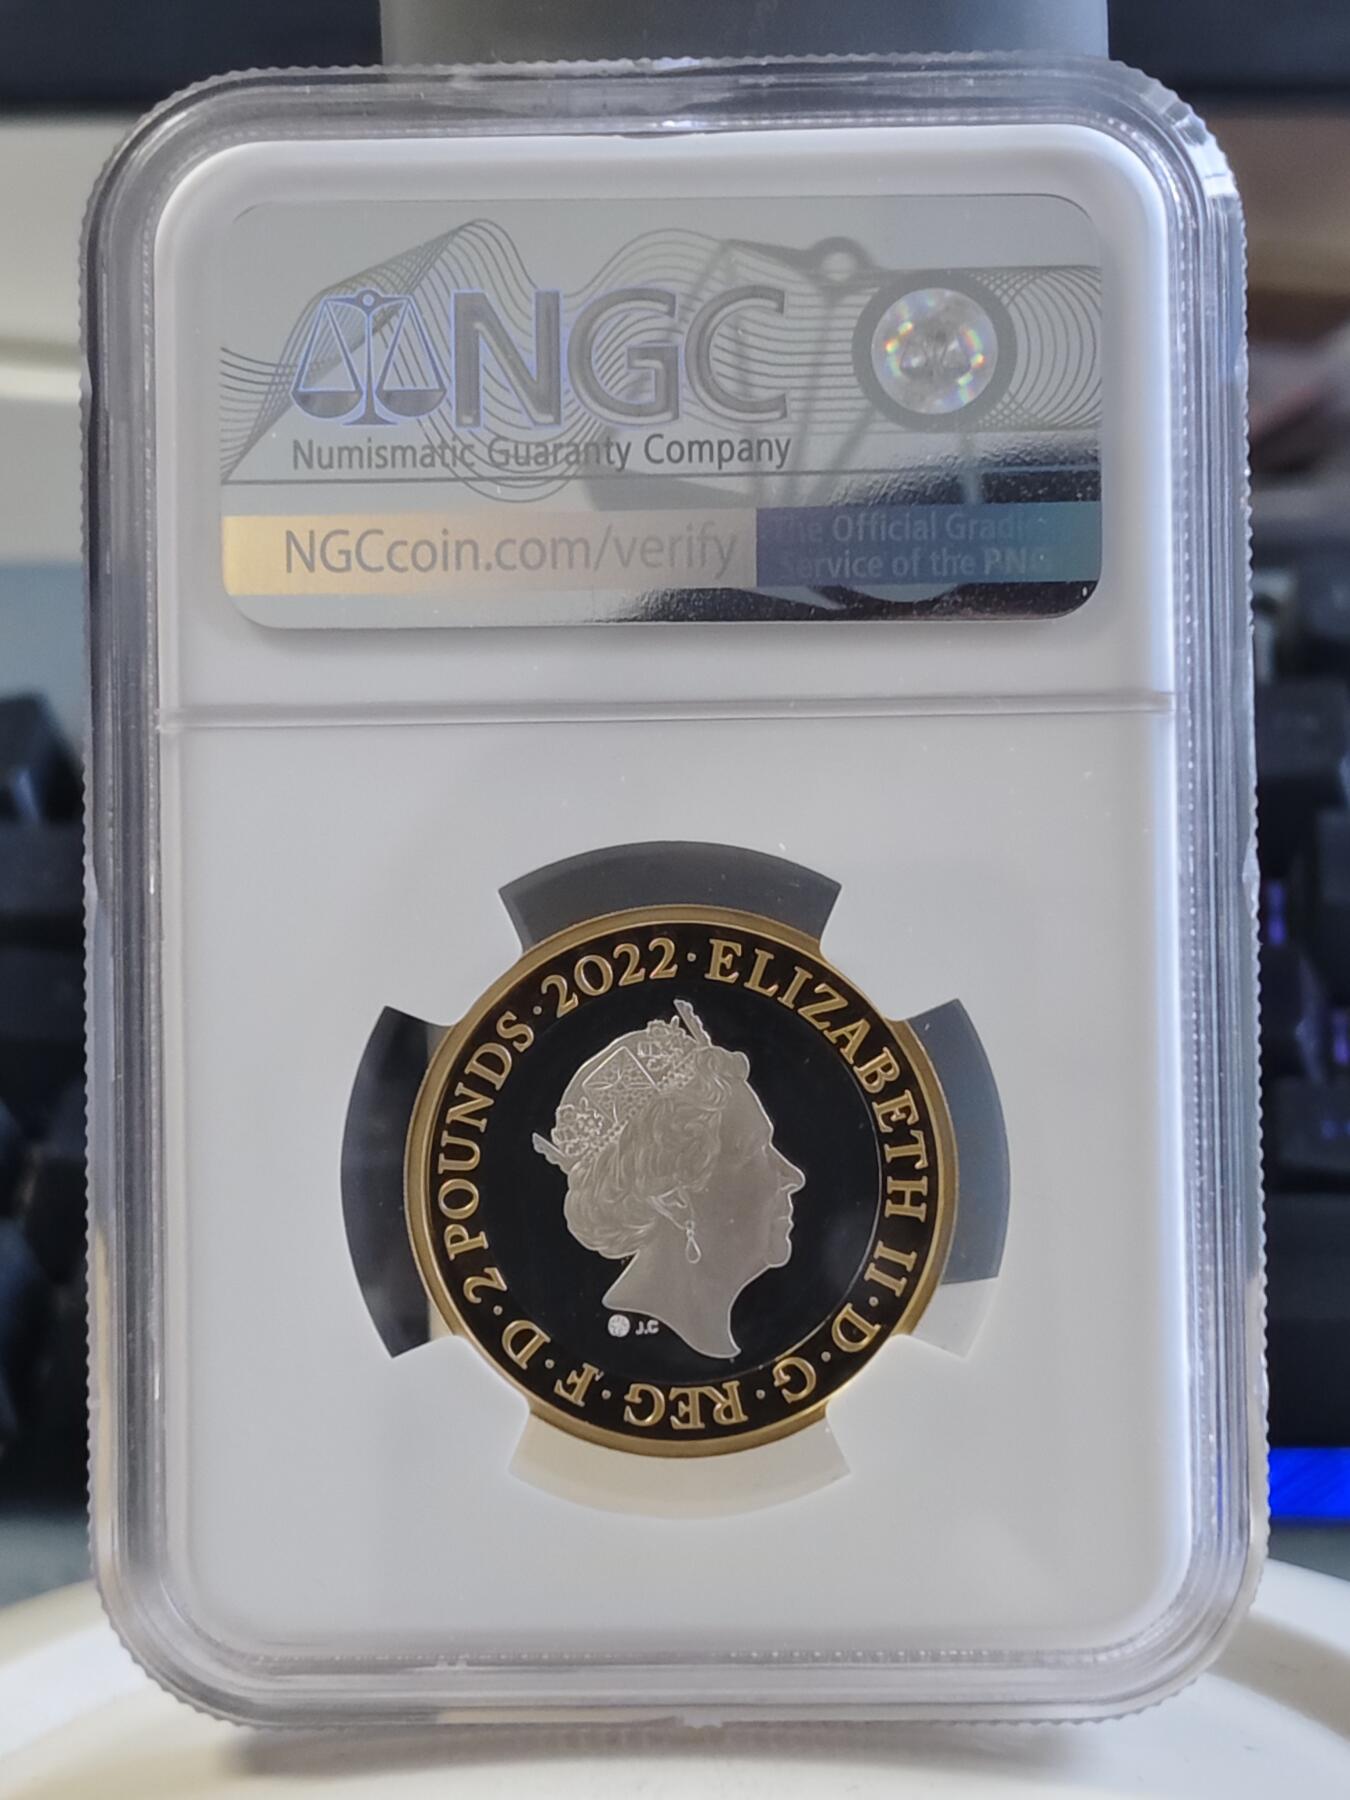 NGC
Numismatic Guaranty Company
NGCcoin.com/verify
The Official Grading
Service of the PNG
2 POUNDS · 2022 · ELIZABETH II · D · G · REG · F · D ·
J.C